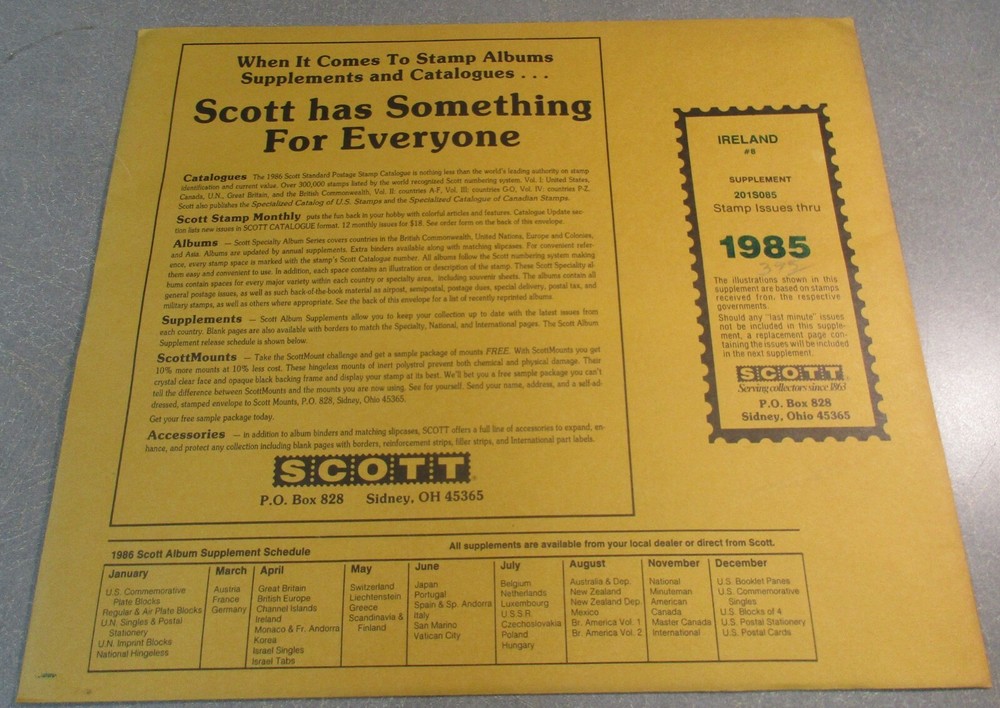 When It Comes To Stamp Albums
Supplements and Catalogues . . .
Scott has Something
For Everyone
Catalogues The 1986 Scott Standard Postage Stamp Catalogue is nothing less than the world's leading authority on stamp
identification and current value. Over 300,000 stamps listed by the world recognized Scott numbering system. Vol. I: United States,
Canada, U.N., Great Britain, and the British Commonwealth, Vol. II: countries A-F, Vol. III: countries G-O, Vol. IV: countries P-Z.
Scott also publishes the Specialized Catalog of U.S. Stamps and the Specialized Catalogue of Canadian Stamps.
Scott Stamp Monthly puts the fun back in your hobby with colorful articles and features. Catalogue Update sec-
tion lists new issues in SCOTT CATALOGUE format. 12 monthly issues for $18. See order form on the back of this envelope.
Albums — Scott Specialty Album Series covers countries in the British Commonwealth, United Nations, Europe and Colonies,
and Asia. Albums are updated by annual supplements. Extra binders available along with matching slipcases. For convenient refer-
ence, every stamp space is marked with the stamp's Scott Catalogue number. All albums follow the Scott numbering system making
them easy and convenient to use. In addition, each space contains an illustration or description of the stamp. These Scott Speciality al-
bums contain spaces for every major variety within each country or specialty area, including souvenir sheets. The albums contain all
general postage issues, as well as such back-of-the-book material as airpost, semipostal, postage dues, special delivery, postal tax, and
military stamps, as well as others where appropriate. See the back of this envelope for a list of recently reprinted albums.
Supplements — Scott Album Supplements allow you to keep your collection up to date with the latest issues from
each country. Blank pages are also available with borders to match the Specialty, National, and International pages. The Scott Album
Supplement release schedule is shown below.
ScottMounts — Take the ScottMount challenge and get a sample package of mounts FREE. With ScottMounts you get
10% more mounts at 10% less cost. These hingeless mounts of inert polystrol prevent both chemical and physical damage. Their
crystal clear face and opaque black backing frame and display your stamp at its best. We'll bet you a free sample package you can't
tell the difference between ScottMounts and the mounts you are now using. See for yourself. Send your name, address, and a self-ad-
dressed, stamped envelope to Scott Mounts, P.O. 828, Sidney, Ohio 45365.
Get your free sample package today.
Accessories — in addition to album binders and matching slipcases, SCOTT offers a full line of accessories to expand, en-
hance, and protect any collection including blank pages with borders, reinforcement strips, filler strips, and International part labels.
SCOTT
P.O. Box 828 Sidney, OH 45365
IRELAND
#8
SUPPLEMENT
201S085
Stamp Issues thru
1985
395
The illustrations shown in this
supplement are based on stamps
received from the respective
governments.
Should any "last minute" issues
not be included in this supple-
ment, a replacement page con-
taining the issues will be included
in the next supplement.
SCOTT
Serving collectors since 1863
P.O. Box 828
Sidney, Ohio 45365
1986 Scott Album Supplement Schedule
All supplements are available from your local dealer or direct from Scott.
January
U.S. Commemorative
Plate Blocks
Regular & Air Plate Blocks
U.N. Singles & Postal
Stationery
U.N. Imprint Blocks
National Hingeless
March
Austria
France
Germany
April
Great Britain
British Europe
Channel Islands
Ireland
Monaco & Fr. Andorra
Korea
Israel Singles
Israel Tabs
May
Switzerland
Liechtenstein
Greece
Scandinavia &
Finland
June
Japan
Portugal
Spain & Sp. Andorra
Italy
San Marino
Vatican City
July
Belgium
Netherlands
Luxembourg
U.S.S.R.
Czechoslovakia
Poland
Hungary
August
Australia & Dep.
New Zealand
New Zealand Dep.
Mexico
Br. America Vol. 1
Br. America Vol. 2
November
National
Minuteman
American
Canada
Master Canada
International
December
U.S. Booklet Panes
U.S. Commemorative
Singles
U.S. Blocks of 4
U.S. Postal Stationery
U.S. Postal Cards